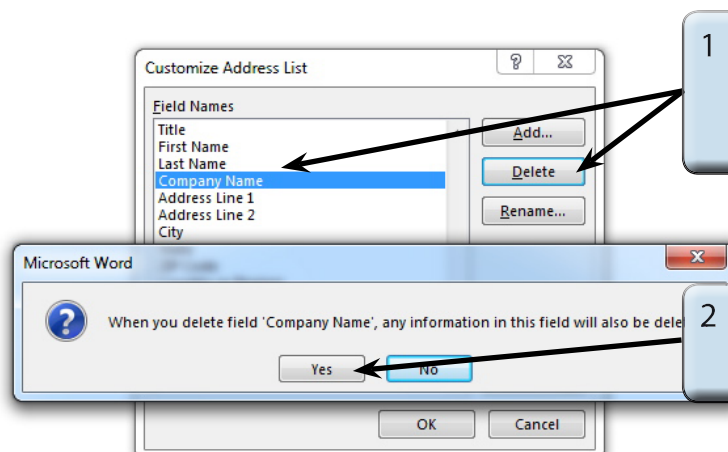 1
Customize Address List
Field Names
Title
First Name
Last Name
Company Name
Address Line 1
Address Line 2
City
Add...
Delete
Rename...
Microsoft Word
When you delete field 'Company Name', any information in this field will also be dele
2
Yes
No
OK
Cancel